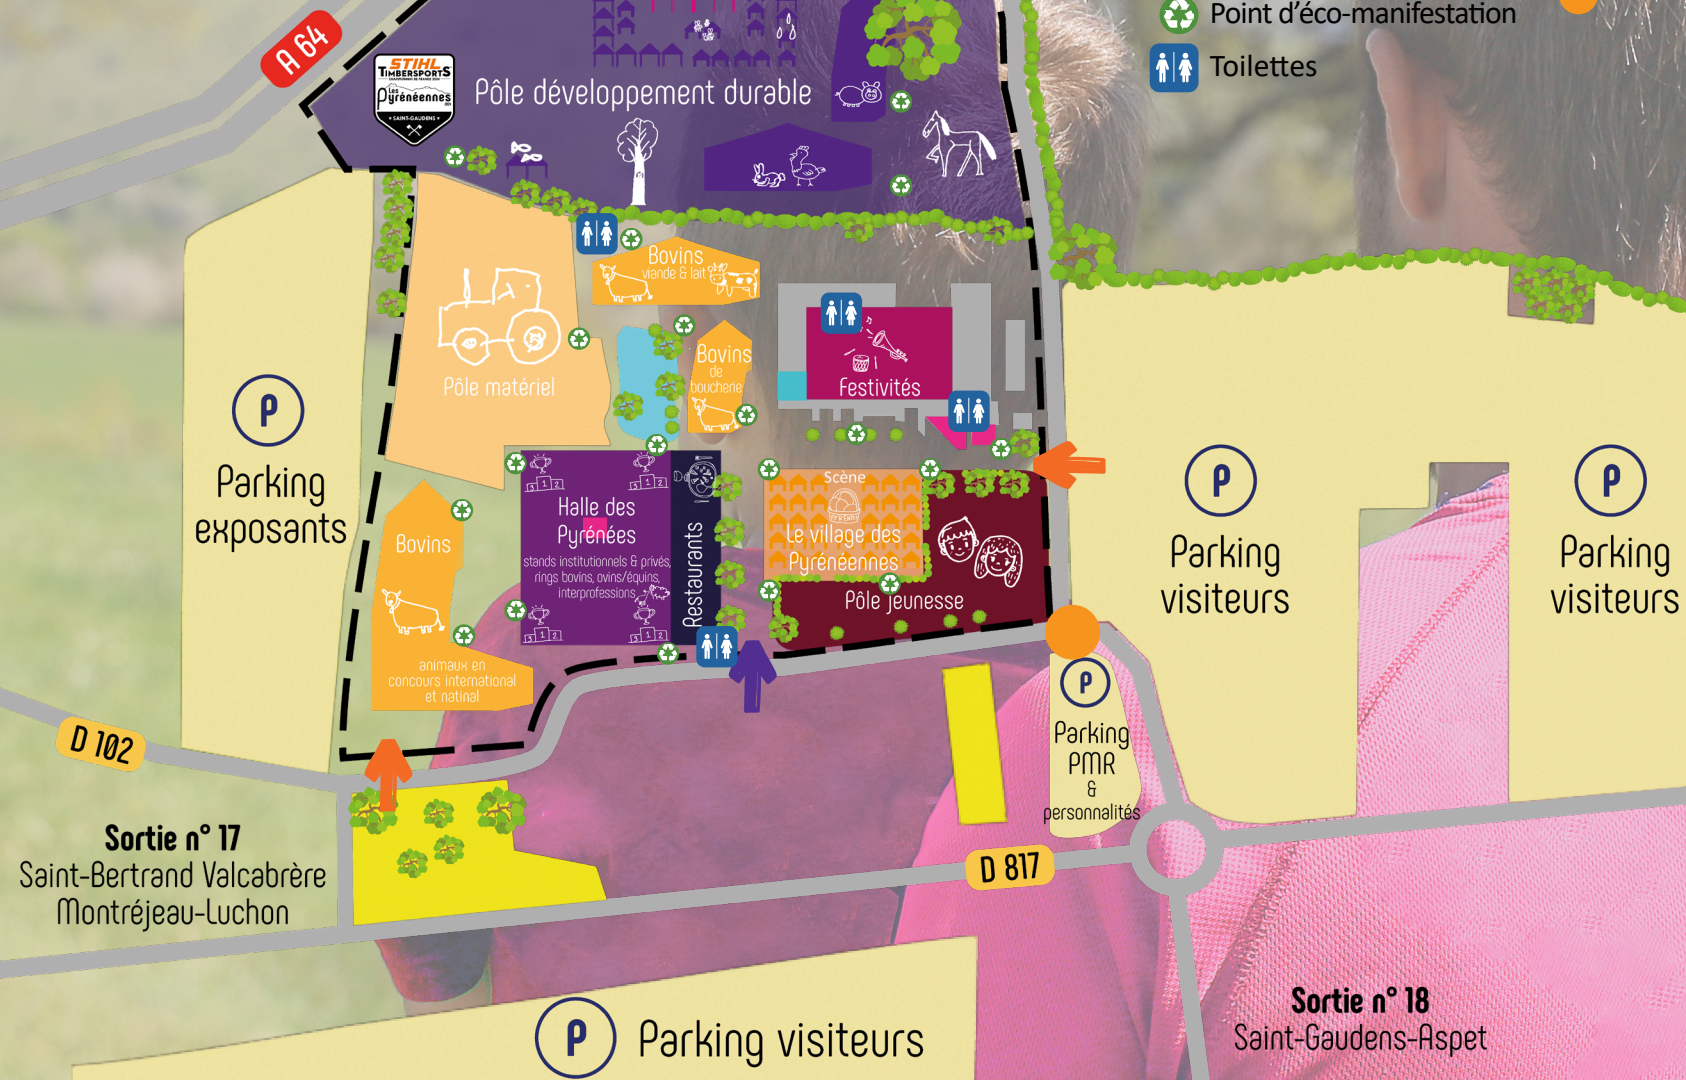 Point d'éco-manifestation
Toilettes
A 64
STIHL
TIMBERSPORTS
Les
Pyrénéennes
SAINT-GAUDENS
Pôle développement durable
Bovins
viande & lait
Pôle matériel
Bovins
de
boucherie
Festivités
P
Parking
exposants
Bovins
animaux en
concours international
et natinal
Halle des
Pyrénées
stands institutionnels & privés,
rings bovins, ovins/équins,
interprofessions
Restaurants
Scène
Le village des
Pyrénéennes
Pôle jeunesse
P
Parking
visiteurs
P
Parking
visiteurs
P
Parking
PMR
&
personnalités
D 102
D 817
Sortie n° 17
Saint-Bertrand Valcabrère
Montréjeau-Luchon
Sortie n° 18
Saint-Gaudens-Aspet
P
Parking visiteurs